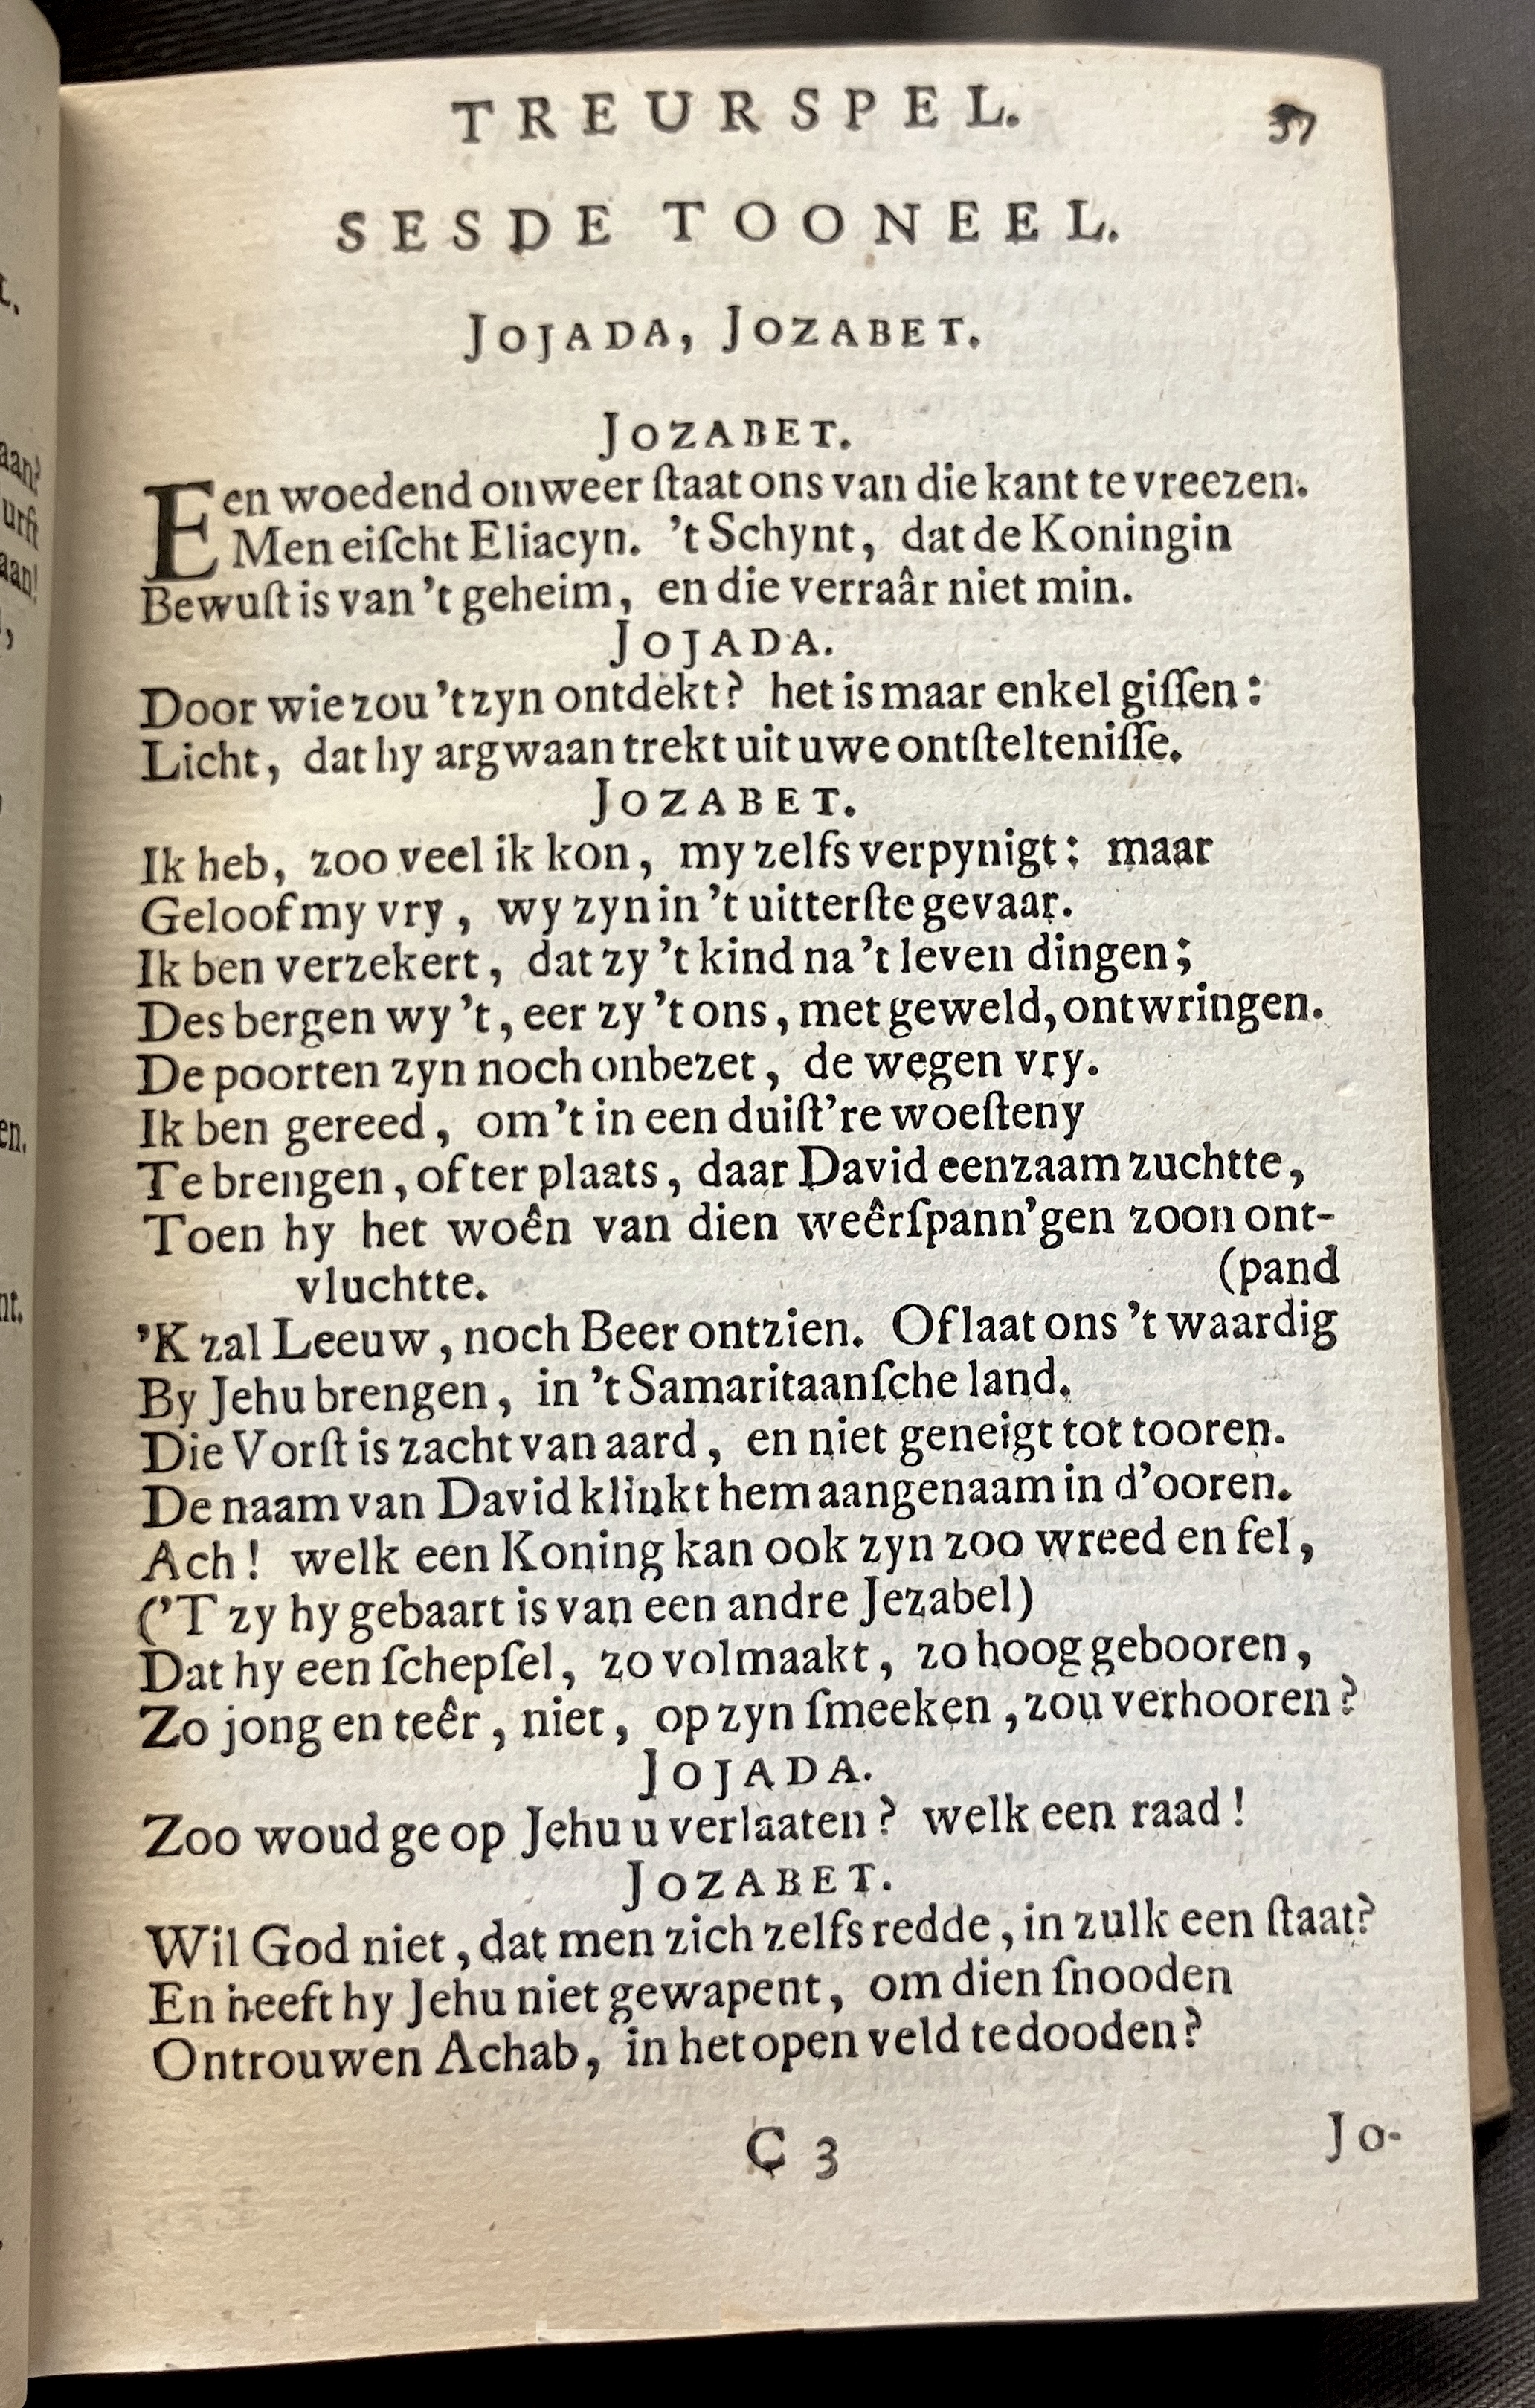 TREURSPEL. 37
SESDE TOONEEL.
JOJADA, JOZABET.
JOZABET.
Een woedend onweer ſtaat ons van die kant te vreezen.
Men eiſcht Eliacyn. 't Schynt, dat de Koningin
Bewuſt is van 't geheim, en die verraâr niet min.
JOJADA.
Door wie zou 't zyn ontdekt? het is maar enkel giſſen:
Licht, dat hy argwaan trekt uit uwe ontſtelteniſſe.
JOZABET.
Ik heb, zoo veel ik kon, my zelfs verpynigt: maar
Geloof my vry, wy zyn in 't uitterſte gevaar.
Ik ben verzekert, dat zy 't kind na 't leven dingen;
Des bergen wy 't, eer zy 't ons, met geweld, ontwringen.
De poorten zyn noch onbezet, de wegen vry.
Ik ben gereed, om 't in een duiſt're woeſteny
Te brengen, of ter plaats, daar David eenzaam zuchtte,
Toen hy het woên van dien weêrſpann'gen zoon ont-
vluchtte. (pand
'K zal Leeuw, noch Beer ontzien. Of laat ons 't waardig
By Jehu brengen, in 't Samaritaanſche land.
Die Vorſt is zacht van aard, en niet geneigt tot tooren.
De naam van David klinkt hem aangenaam in d'ooren.
Ach! welk een Koning kan ook zyn zoo wreed en fel,
('T zy hy gebaart is van een andre Jezabel)
Dat hy een ſchepſel, zo volmaakt, zo hoog gebooren,
Zo jong en teêr, niet, op zyn ſmeeken, zou verhooren?
JOJADA.
Zoo woud ge op Jehu u verlaaten? welk een raad!
JOZABET.
Wil God niet, dat men zich zelfs redde, in zulk een ſtaat?
En heeft hy Jehu niet gewapent, om dien ſnooden
Ontrouwen Achab, in het open veld te dooden?
C 3 Jo-